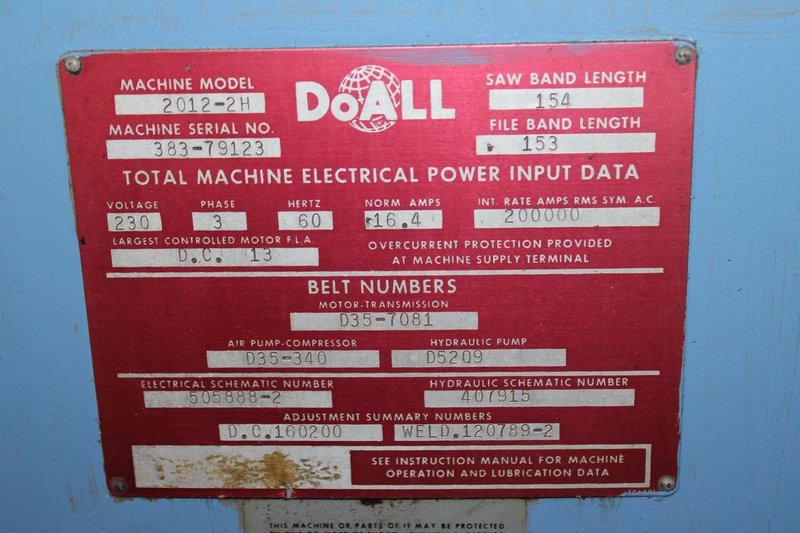 MACHINE MODEL
2012-2H
DoALL
SAW BAND LENGTH
154
MACHINE SERIAL NO.
383-79123
FILE BAND LENGTH
153
TOTAL MACHINE ELECTRICAL POWER INPUT DATA
VOLTAGE PHASE HERTZ NORM. AMPS INT. RATE AMPS RMS SYM. A.C.
230 3 60 16.4 200000
LARGEST CONTROLLED MOTOR F.L.A.
D.C. 13
OVERCURRENT PROTECTION PROVIDED
AT MACHINE SUPPLY TERMINAL
BELT NUMBERS
MOTOR-TRANSMISSION
D35-7081
AIR PUMP-COMPRESSOR HYDRAULIC PUMP
D35-340 D5209
ELECTRICAL SCHEMATIC NUMBER HYDRAULIC SCHEMATIC NUMBER
505888-2 407915
ADJUSTMENT SUMMARY NUMBERS
D.C.160200 WELD.120789-2
SEE INSTRUCTION MANUAL FOR MACHINE
OPERATION AND LUBRICATION DATA
THIS MACHINE OR PARTS OF IT MAY BE PROTECTED